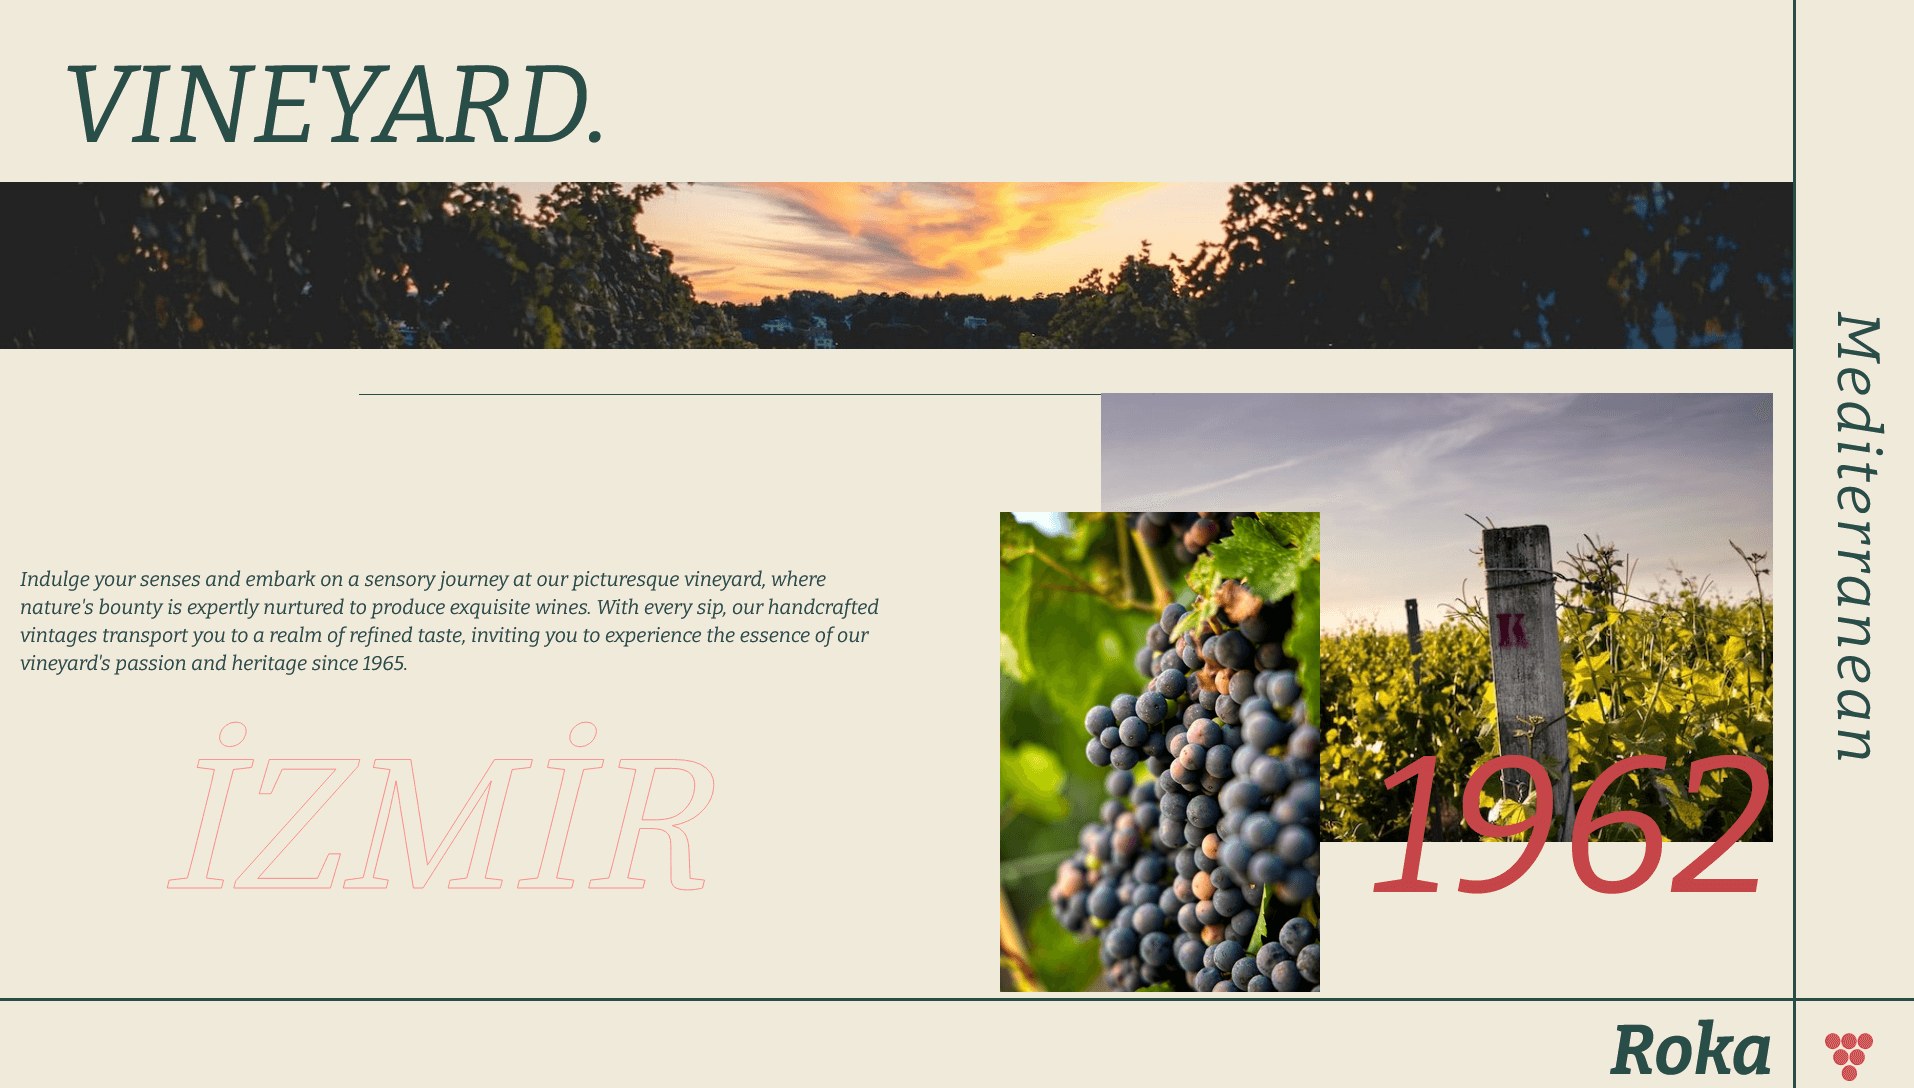 VINEYARD.
Mediterranean
Indulge your senses and embark on a sensory journey at our picturesque vineyard, where
nature's bounty is expertly nurtured to produce exquisite wines. With every sip, our handcrafted
vintages transport you to a realm of refined taste, inviting you to experience the essence of our
vineyard's passion and heritage since 1965.
K
İZMİR
1962
Roka